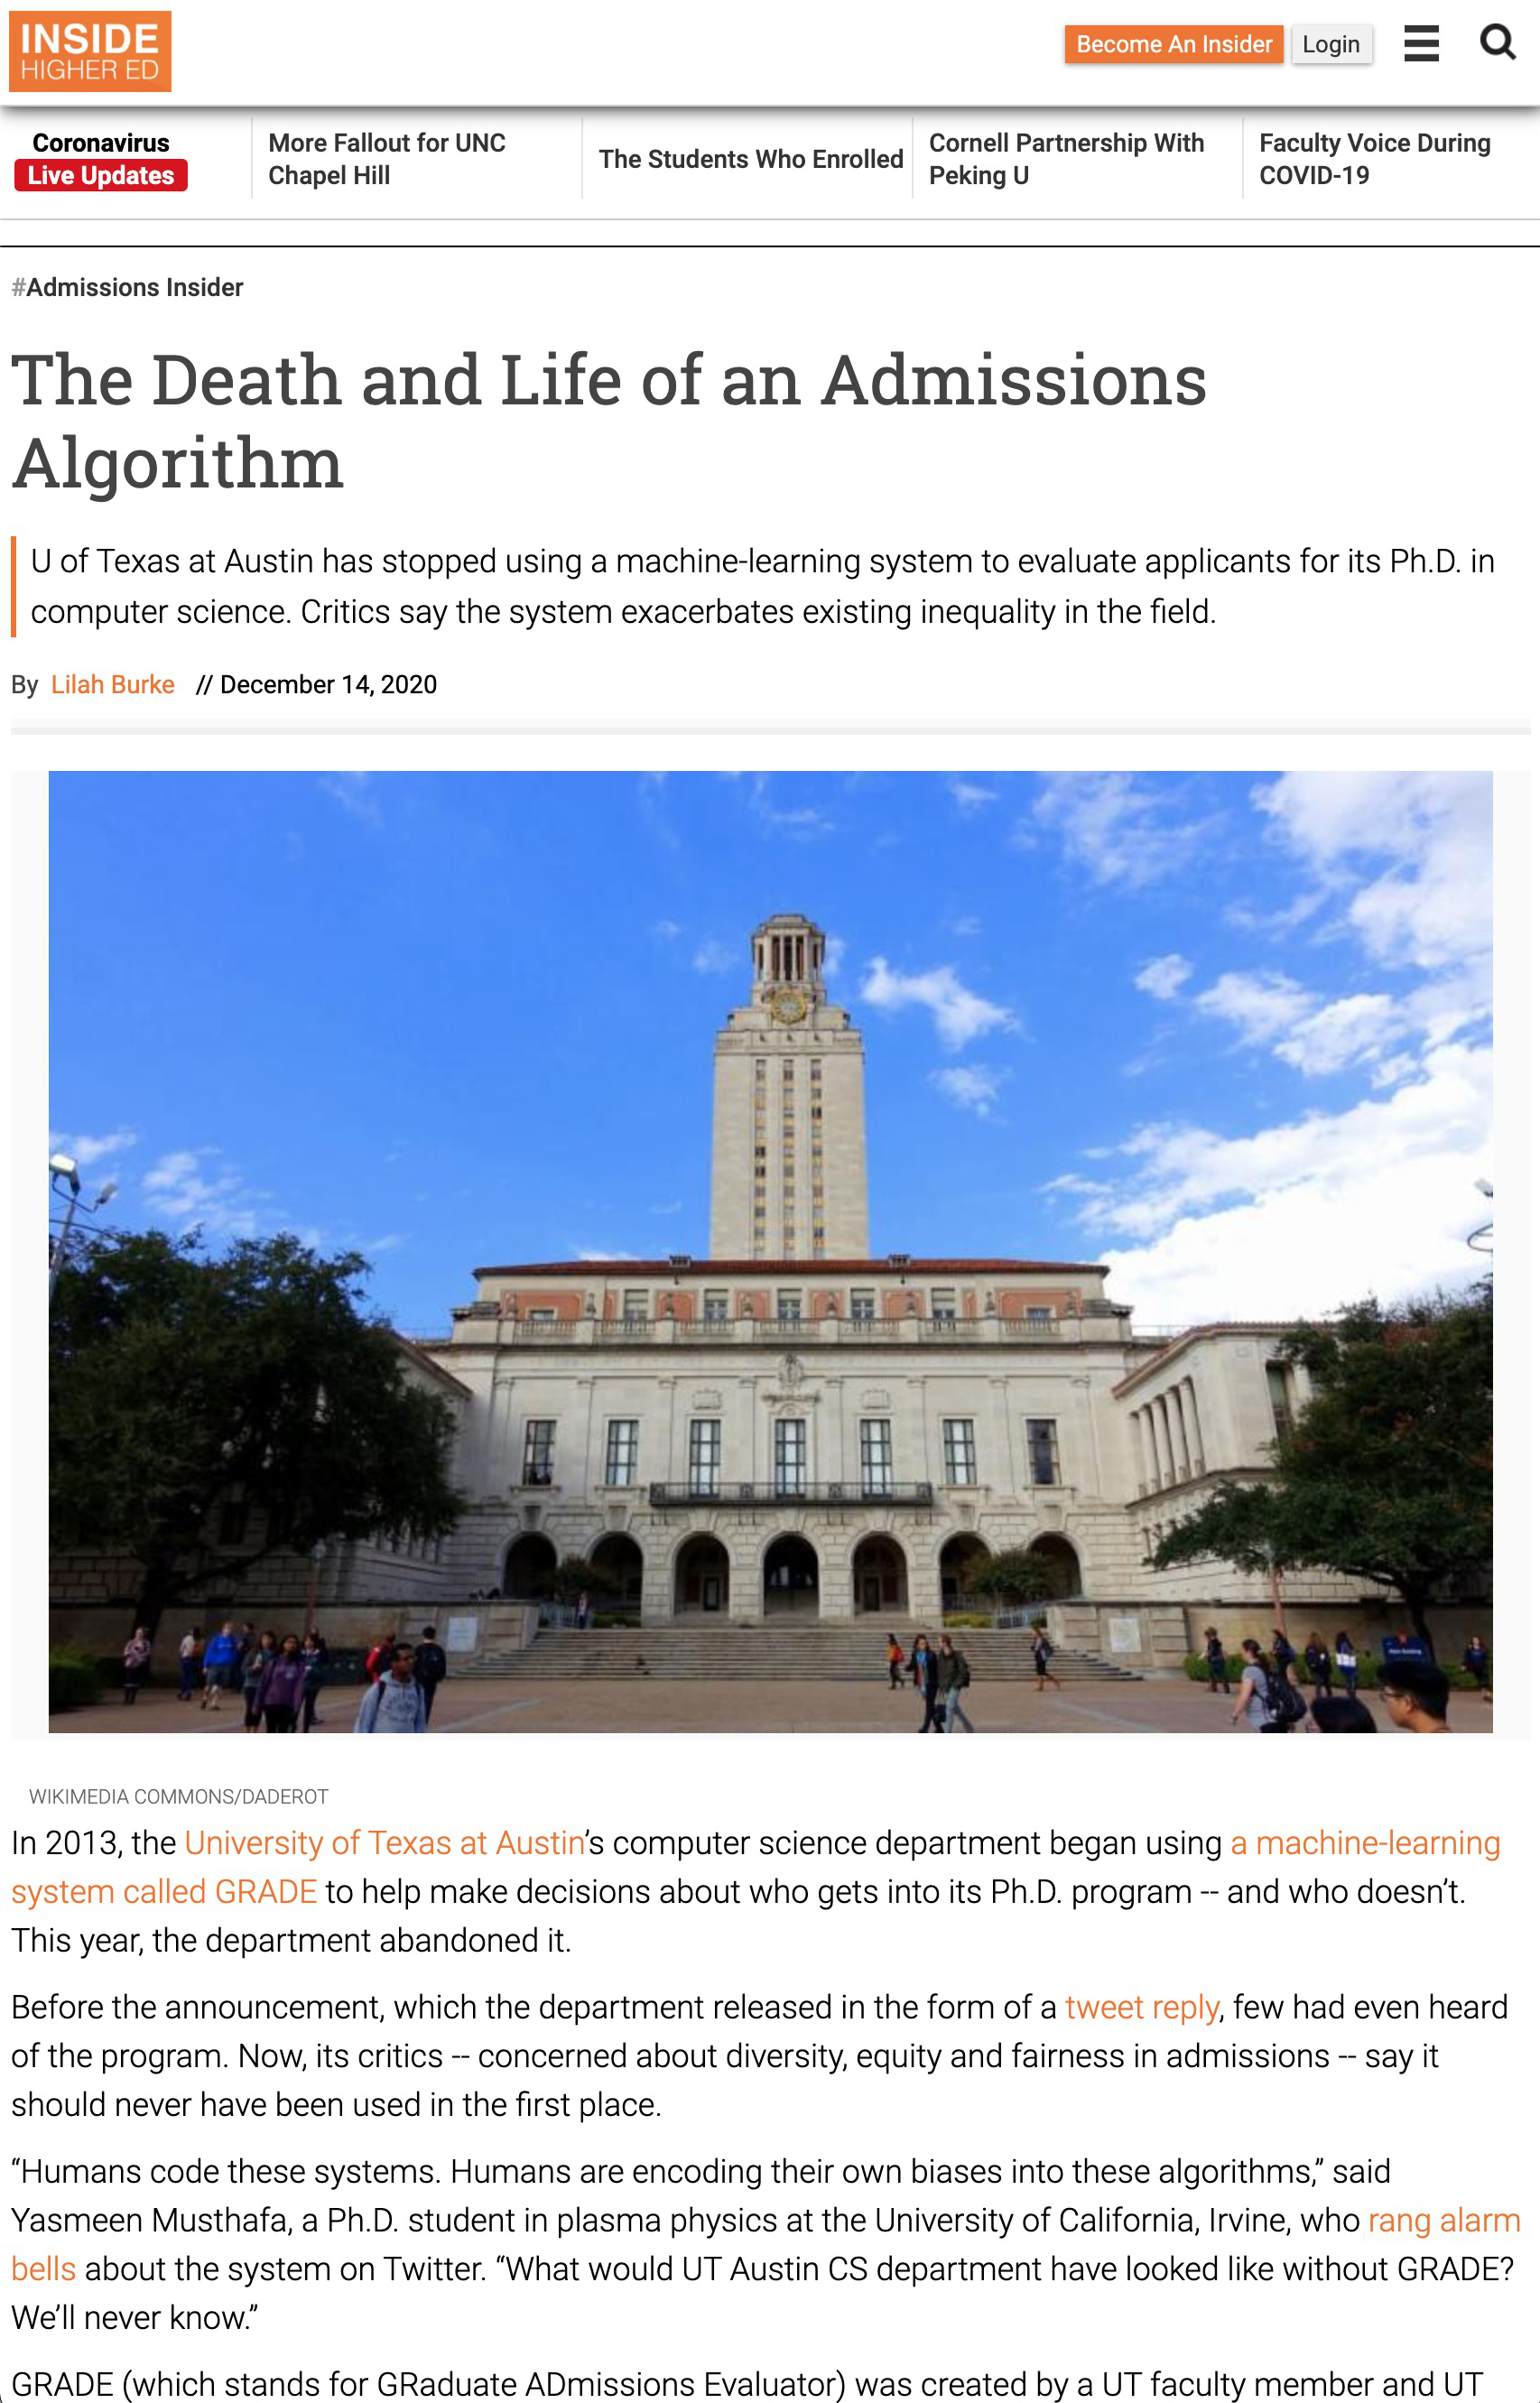 INSIDE
HIGHER ED
Become An Insider
Login
Coronavirus
Live Updates
More Fallout for UNC
Chapel Hill
The Students Who Enrolled
Cornell Partnership With
Peking U
Faculty Voice During
COVID-19
#Admissions Insider
The Death and Life of an Admissions
Algorithm
U of Texas at Austin has stopped using a machine-learning system to evaluate applicants for its Ph.D. in
computer science. Critics say the system exacerbates existing inequality in the field.
By Lilah Burke // December 14, 2020
WIKIMEDIA COMMONS/DADEROT
In 2013, the University of Texas at Austin’s computer science department began using a machine-learning
system called GRADE to help make decisions about who gets into its Ph.D. program -- and who doesn’t.
This year, the department abandoned it.
Before the announcement, which the department released in the form of a tweet reply, few had even heard
of the program. Now, its critics -- concerned about diversity, equity and fairness in admissions -- say it
should never have been used in the first place.
“Humans code these systems. Humans are encoding their own biases into these algorithms,” said
Yasmeen Musthafa, a Ph.D. student in plasma physics at the University of California, Irvine, who rang alarm
bells about the system on Twitter. “What would UT Austin CS department have looked like without GRADE?
We’ll never know.”
GRADE (which stands for GRaduate ADmissions Evaluator) was created by a UT faculty member and UT